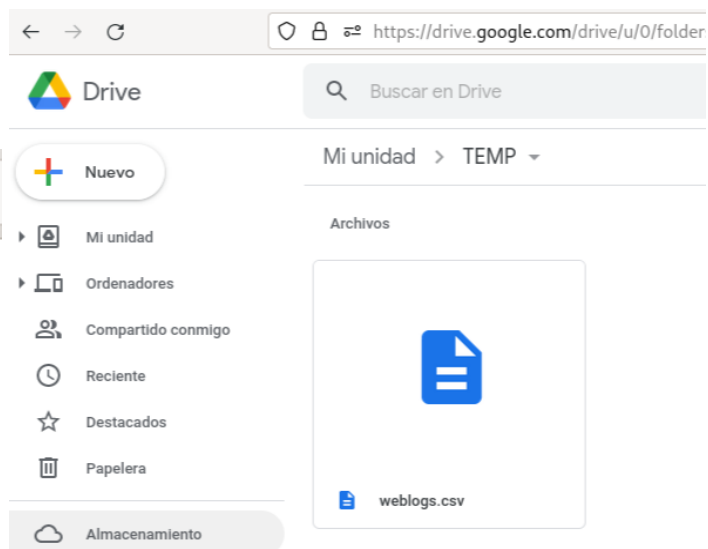 https://drive.google.com/drive/u/0/folder
Drive
Buscar en Drive
Nuevo
Mi unidad > TEMP
Mi unidad
Ordenadores
Compartido conmigo
Reciente
Destacados
Papelera
Almacenamiento
Archivos
weblogs.csv